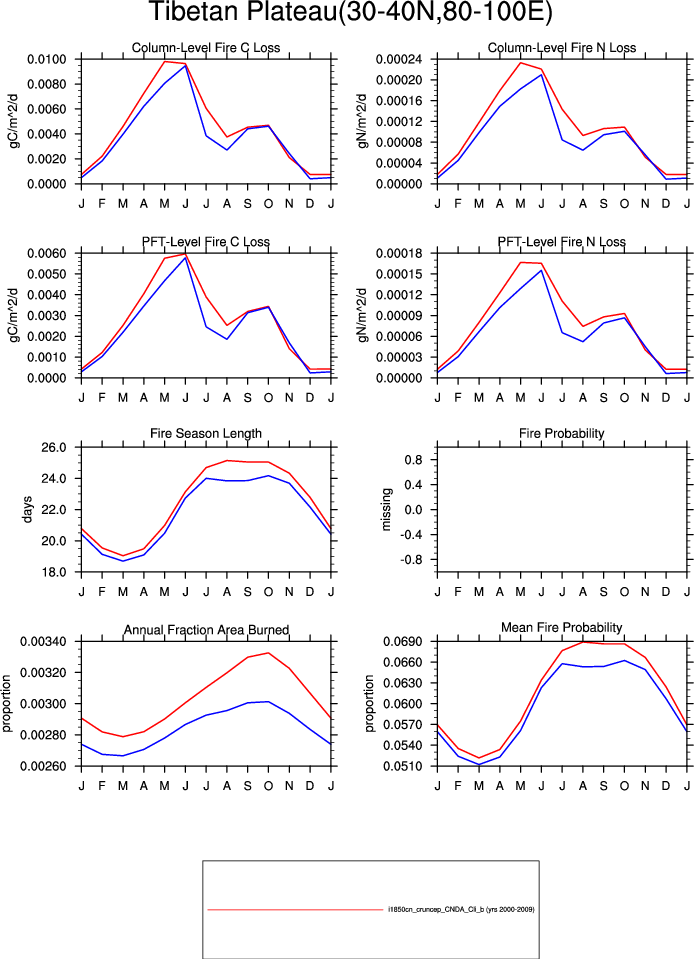 Tibetan Plateau(30-40N,80-100E)
Column-Level Fire C Loss
gC/m^2/d
0.0100
0.0080
0.0060
0.0040
0.0020
0.0000
J F M A M J J A S O N D J
Column-Level Fire N Loss
gN/m^2/d
0.00024
0.00020
0.00016
0.00012
0.00008
0.00004
0.00000
J F M A M J J A S O N D J
PFT-Level Fire C Loss
gC/m^2/d
0.0060
0.0050
0.0040
0.0030
0.0020
0.0010
0.0000
J F M A M J J A S O N D J
PFT-Level Fire N Loss
gN/m^2/d
0.00018
0.00015
0.00012
0.00009
0.00006
0.00003
0.00000
J F M A M J J A S O N D J
Fire Season Length
days
26.0
24.0
22.0
20.0
18.0
J F M A M J J A S O N D J
Fire Probability
missing
0.8
0.4
0.0
-0.4
-0.8
J F M A M J J A S O N D J
Annual Fraction Area Burned
proportion
0.00340
0.00320
0.00300
0.00280
0.00260
J F M A M J J A S O N D J
Mean Fire Probability
proportion
0.0690
0.0660
0.0630
0.0600
0.0570
0.0540
0.0510
J F M A M J J A S O N D J
i1850cn_cruncep_CNDA_Cli_b (yrs 2000-2009)